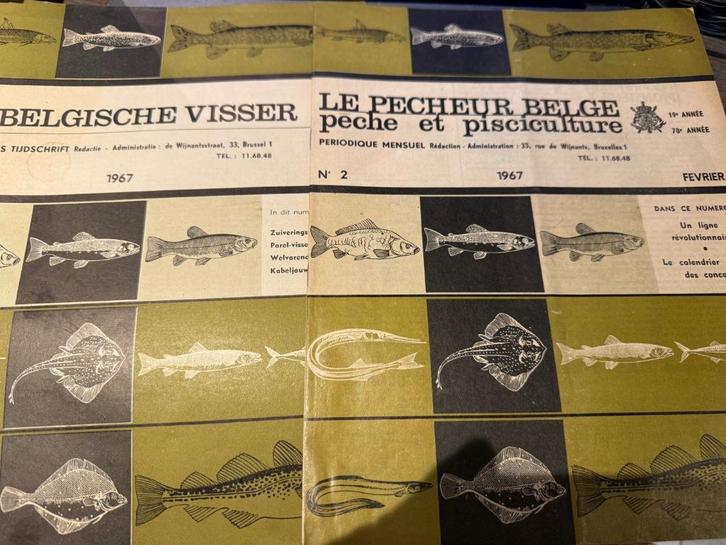 BELGISCHE VISSER
S TIJDSCHRIFT Redactie - Administratie : de Wijnantsstraat, 33, Brussel 1
TEL. : 11.68.48
1967
In dit num
Zuiverings
Parel-visse
Welvarend
Kabeljauw
LE PECHEUR BELGE
peche et pisciculture
19e ANNÉE
78e ANNÉE
PERIODIQUE MENSUEL Rédaction - Administration : 33, rue de Wijnants, Bruxelles 1
TEL. : 11.68.48
N° 2
1967
FEVRIER
DANS CE NUMERO
Un ligne
révolutionnai
•
Le calendrier
des conco